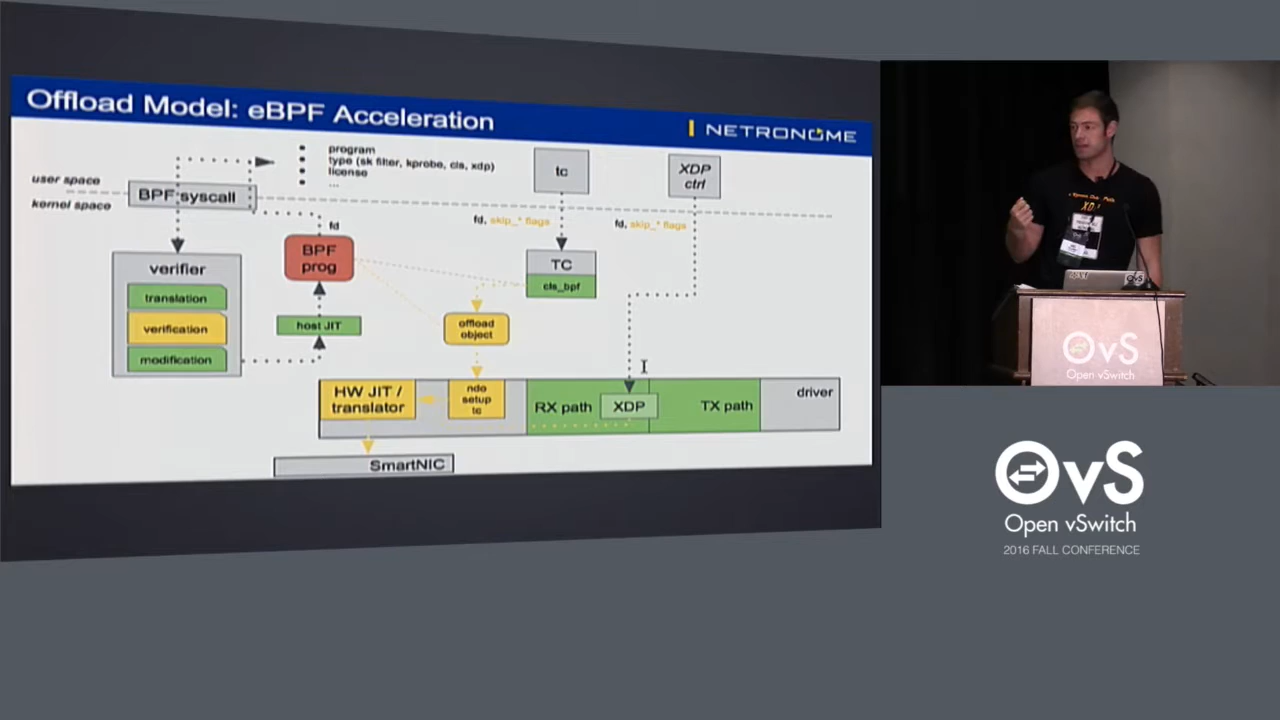 Offload Model: eBPF Acceleration
NETRONOME
program
type (sk filter, kprobe, cls, xdp)
license
...
user space
kernel space
BPF syscall
tc
XDP
ctrl
fd
fd, skip_* flags
fd, skip_* flags
verifier
translation
verification
modification
BPF
prog
host JIT
TC
cls_bpf
offload
object
HW JIT /
translator
ndo
setup
tc
RX path
XDP
TX path
driver
SmartNIC
XD
OvS
OvS
Open vSwitch
OvS
Open vSwitch
2016 FALL CONFERENCE